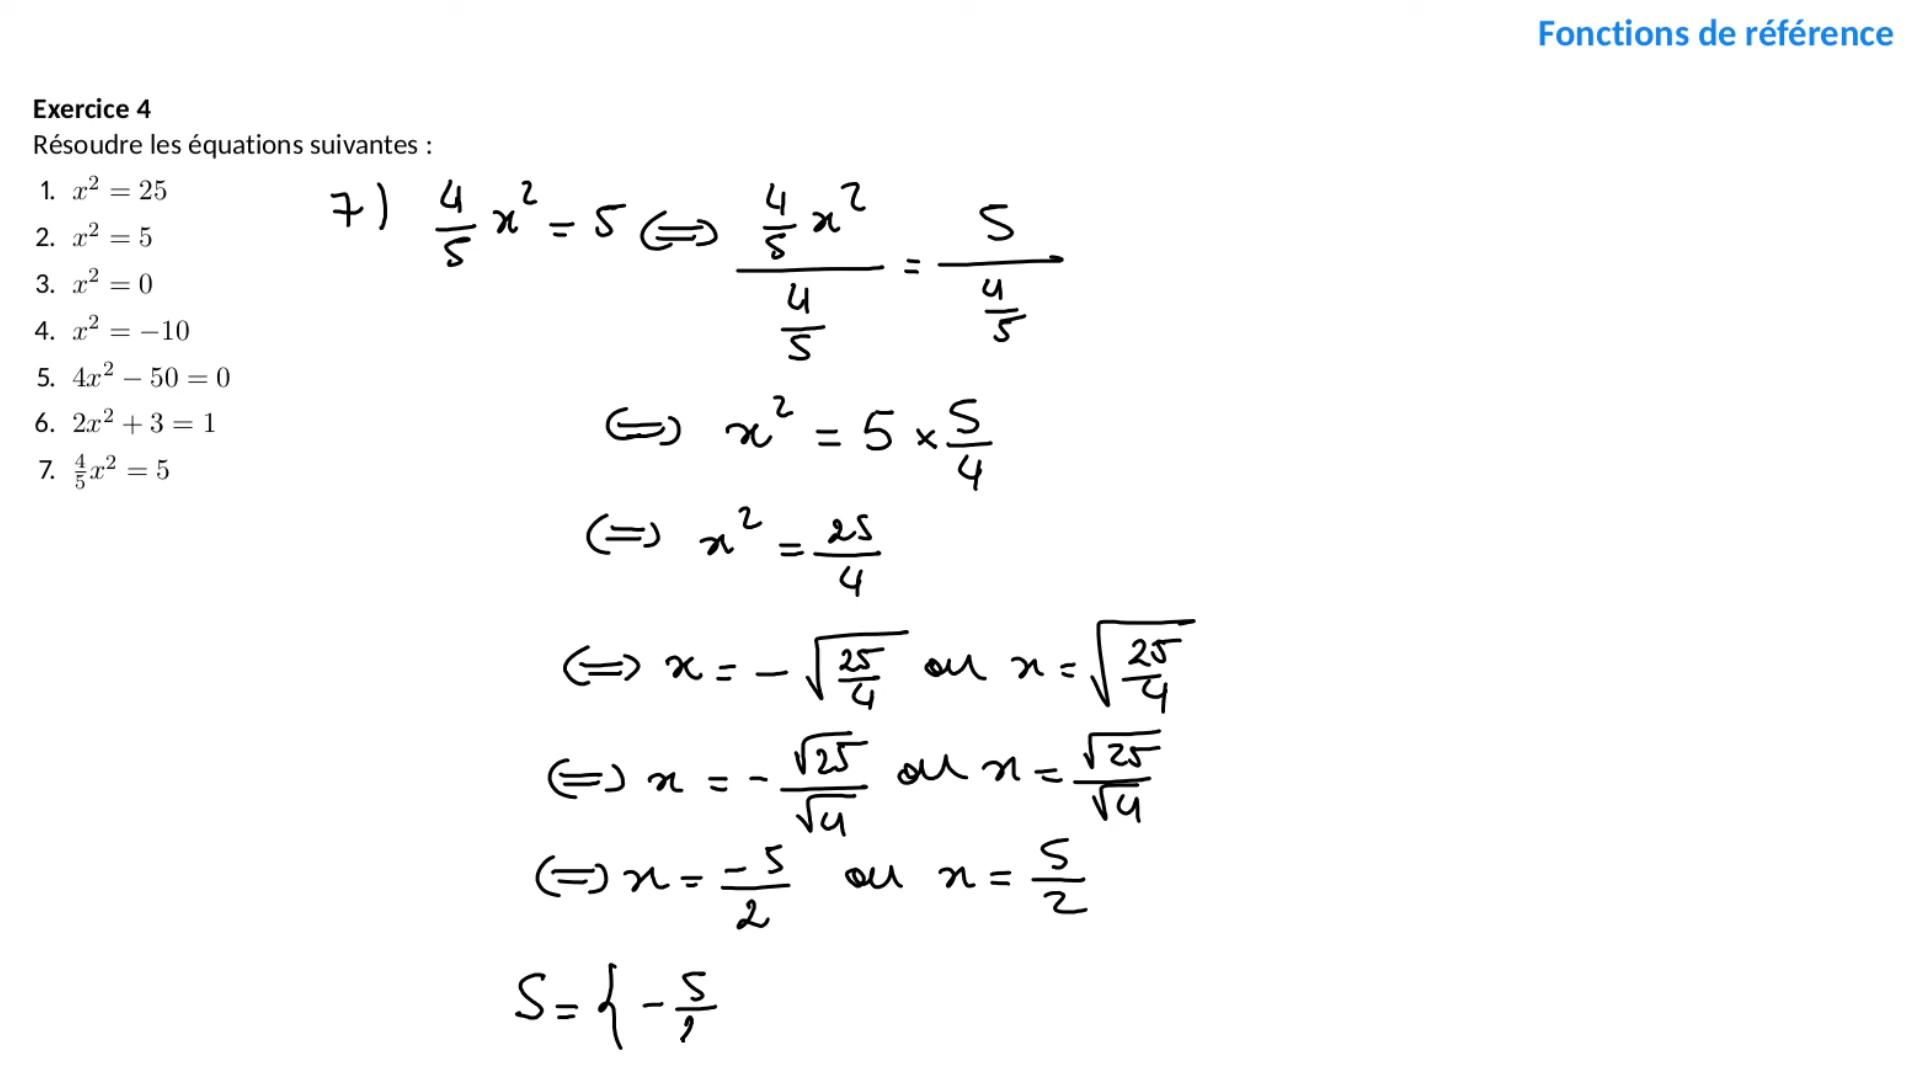 Fonctions de référence
Exercice 4
Résoudre les équations suivantes :
1. x² = 25
2. x² = 5
3. x² = 0
4. x² = −10
5. 4x² − 50 = 0
6. 2x² + 3 = 1
7. 4/5 x² = 5
7) 4/5 x² = 5 ⟺ (4/5 x²)/(4/5) = 5/(4/5)
⟺ x² = 5 × 5/4
⟺ x² = 25/4
⟺ x = −√(25/4) ou x = √(25/4)
⟺ x = −√25/√4 ou x = √25/√4
⟺ x = −5/2 ou x = 5/2
S = { −5/